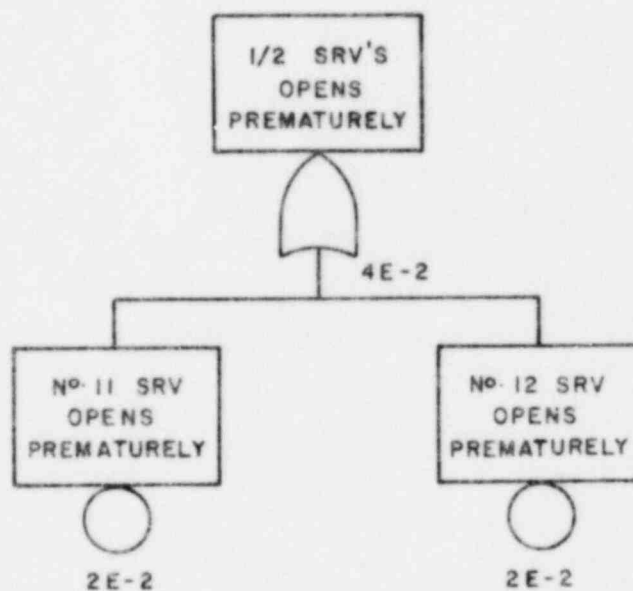 1/2 SRV'S
OPENS
PREMATURELY
4E-2
No. 11 SRV
OPENS
PREMATURELY
No. 12 SRV
OPENS
PREMATURELY
2E-2
2E-2